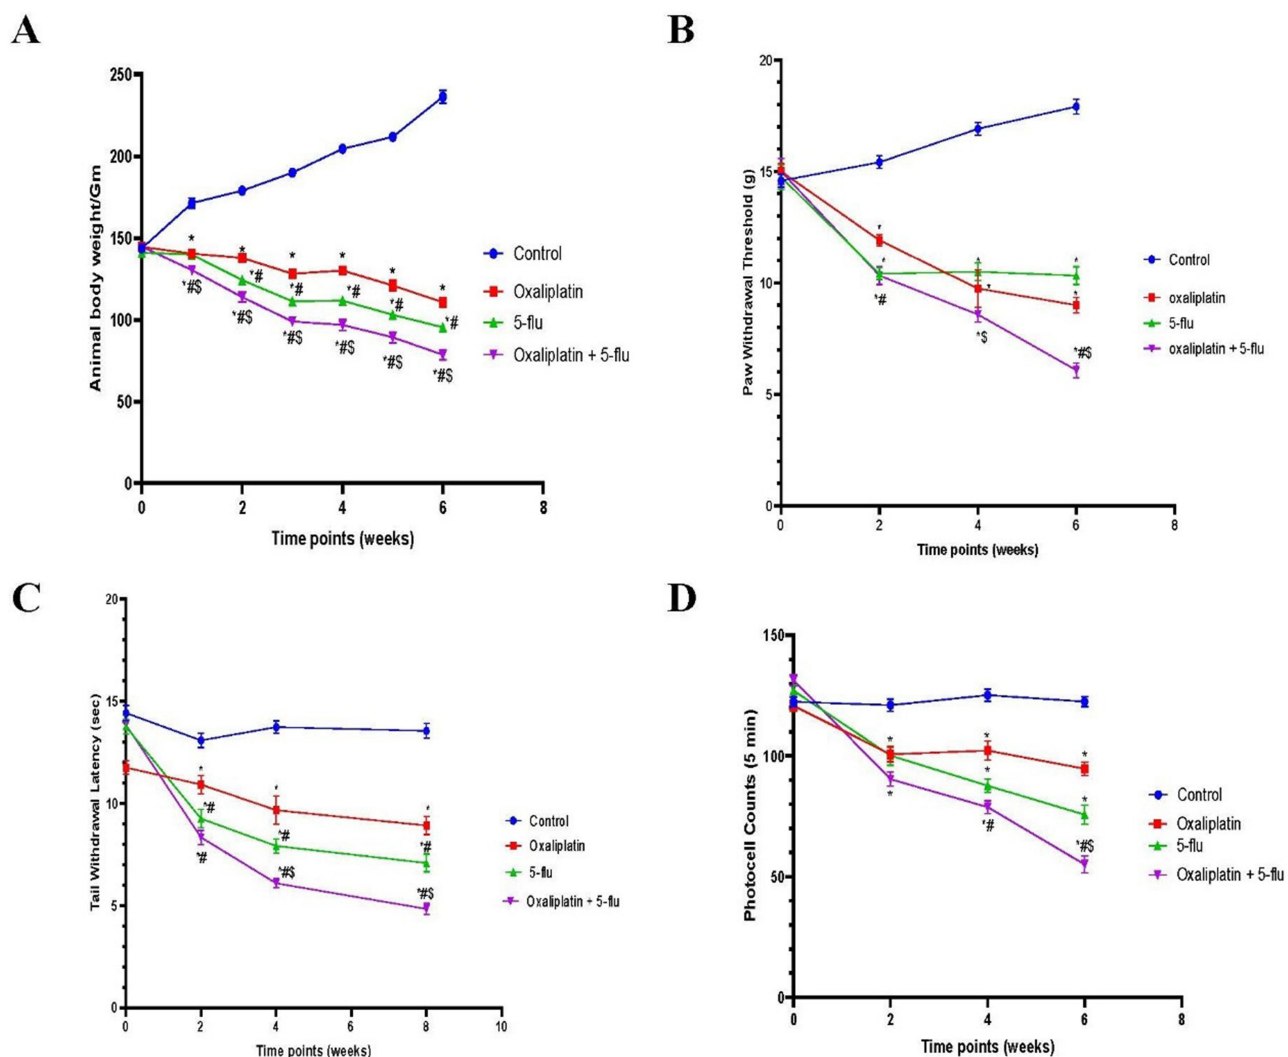 A
250
200
150
100
50
0
0 2 4 6 8
Animal body weight/Gm
Time points (weeks)
* * * * * *
*# *# *# *# *#
*#$ *#$ *#$ *#$ *#$ *#$
Control
Oxaliplatin
5-flu
Oxaliplatin + 5-flu
B
20
15
10
5
0
0 2 4 6 8
Paw Withdrawal Threshold (g)
Time points (weeks)
* * * *
* *
*# *$ *#$
Control
oxaliplatin
5-flu
oxaliplatin + 5-flu
C
20
15
10
5
0
0 2 4 6 8 10
Tail Withdrawal Latency (sec)
Time points (weeks)
* * *
*# *# *#
*# *#$ *#$
Control
Oxaliplatin
5-flu
Oxaliplatin + 5-flu
D
150
100
50
0
0 2 4 6 8
Photocell Counts (5 min)
Time points (weeks)
* * *
* *
* *# *#$
Control
Oxaliplatin
5-flu
Oxaliplatin + 5-flu